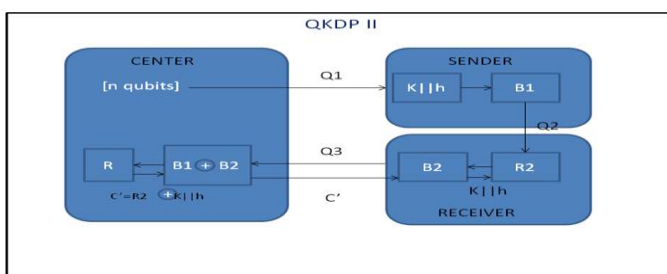 QKDP II
CENTER
SENDER
[n qubits]
Q1
K||h
B1
Q2
Q3
R
B1 + B2
B2
R2
K||h
C'=R2 + K||h
C'
RECEIVER